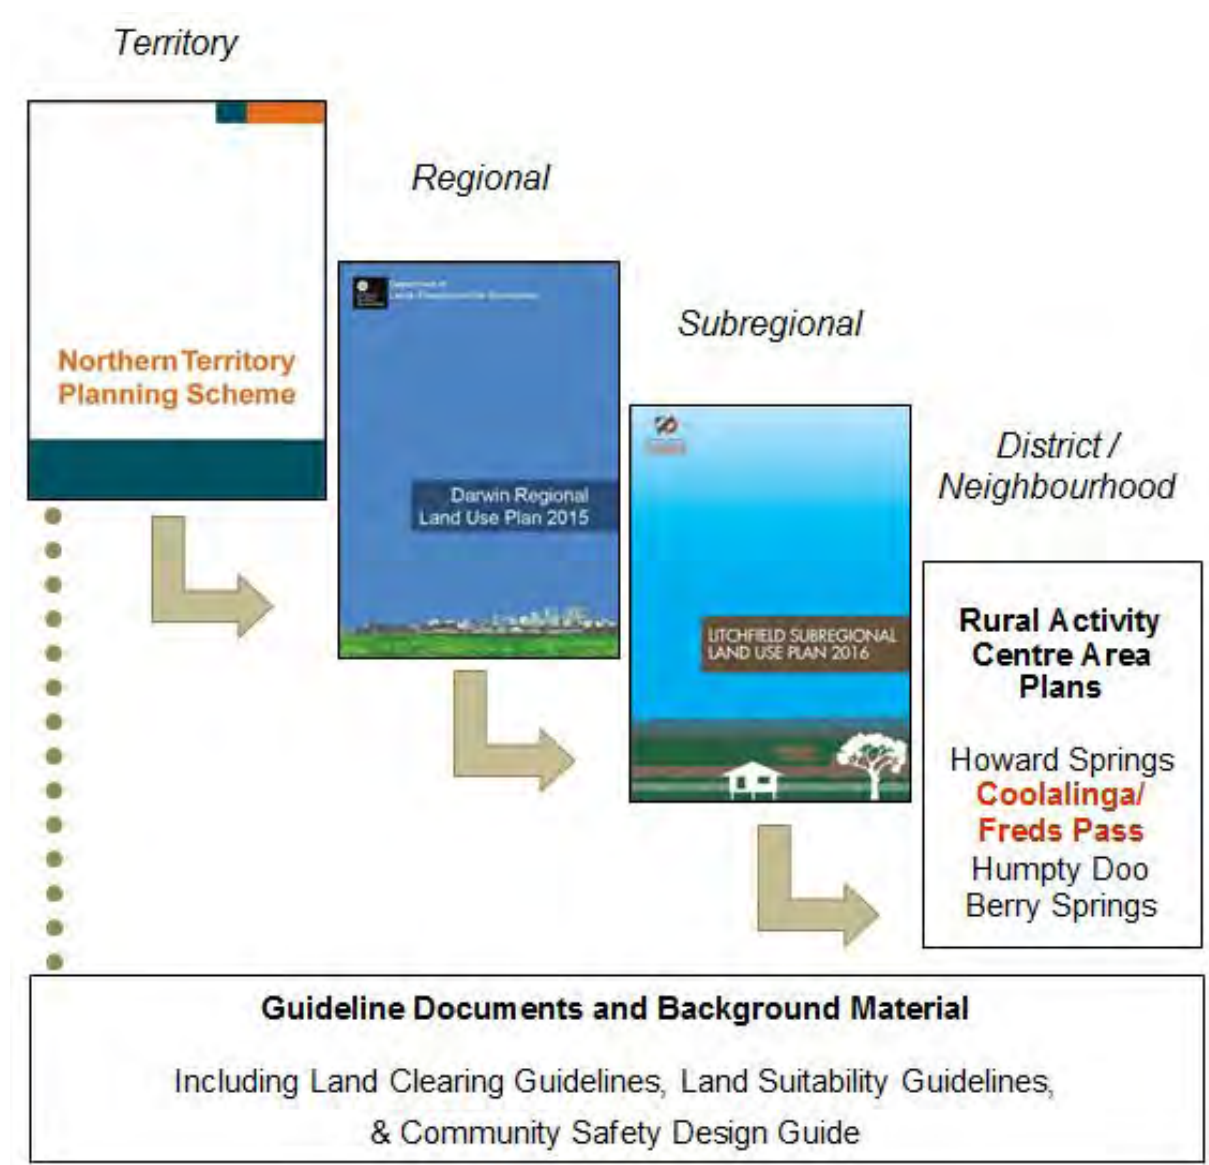 Territory
Northern Territory
Planning Scheme
Regional
Department of
Darwin Regional
Land Use Plan 2015
Subregional
LITCHFIELD SUBREGIONAL
LAND USE PLAN 2016
District /
Neighbourhood
Rural Activity
Centre Area
Plans
Howard Springs
Coolalinga/
Freds Pass
Humpty Doo
Berry Springs
Guideline Documents and Background Material
Including Land Clearing Guidelines, Land Suitability Guidelines,
& Community Safety Design Guide